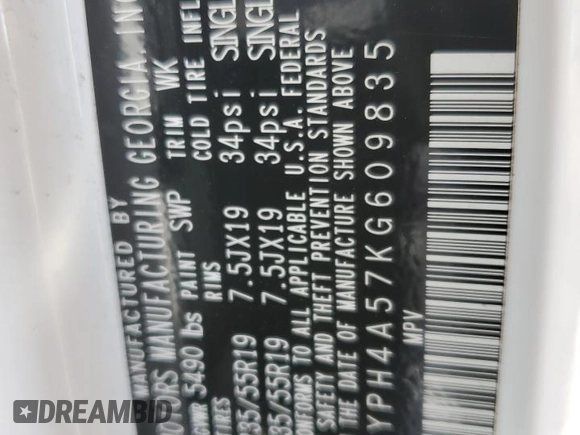 MANUFACTURED BY
MOTORS MANUFACTURING GEORGIA. INC
GVWR 5490 bs PAINT SWP TRIM WK
RIMS COLD TIRE INFL
35/55R19 7.5JX19 34psi SINGL
35/55R19 7.5JX19 34psi SINGL
CONFORMS TO ALL APPLICABLE U.S.A. FEDERAL
SAFETY AND THEFT PREVENTION STANDARDS
DATE OF MANUFACTURE SHOWN ABOVE
YPH4A57KG609835
MPV
DREAMBID
DREAMBID